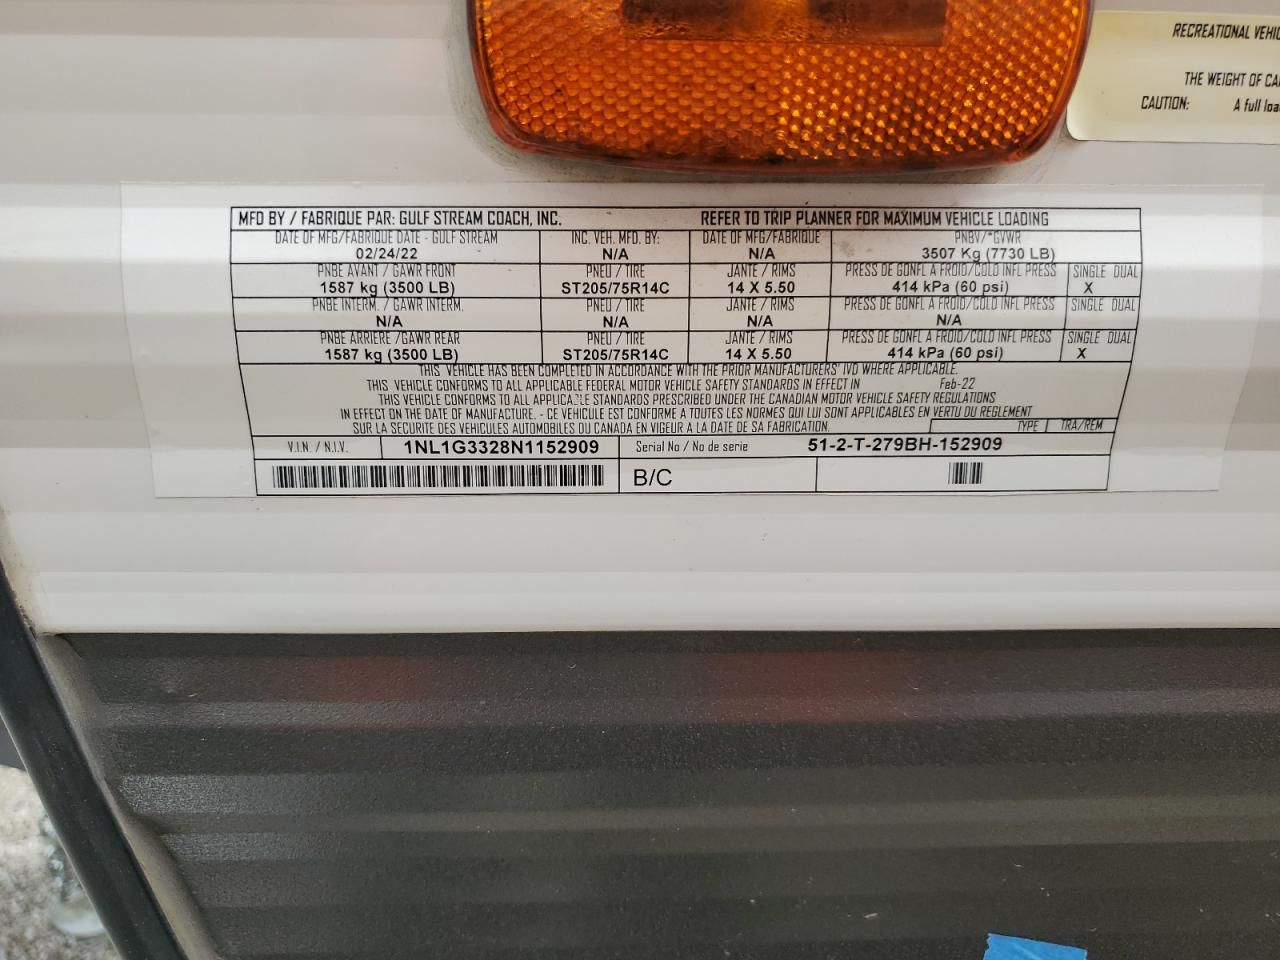 RECREATIONAL VEHIC
THE WEIGHT OF CA
CAUTION: A full loa
MFD BY / FABRIQUE PAR: GULF STREAM COACH, INC. REFER TO TRIP PLANNER FOR MAXIMUM VEHICLE LOADING
DATE OF MFG/FABRIQUE DATE - GULF STREAM INC. VEH. MFD. BY: DATE OF MFG/FABRIQUE PNBV/*GVWR
02/24/22 N/A N/A 3507 Kg (7730 LB)
PNBE AVANT / GAWR FRONT PNEU / TIRE JANTE / RIMS PRESS DE GONFL A FROID/COLD INFL PRESS SINGLE DUAL
1587 kg (3500 LB) ST205/75R14C 14 X 5.50 414 kPa (60 psi) X
PNBE INTERM. / GAWR INTERM. PNEU / TIRE JANTE / RIMS PRESS DE GONFL A FROID/COLD INFL PRESS SINGLE DUAL
N/A N/A N/A N/A
PNBE ARRIERE /GAWR REAR PNEU / TIRE JANTE / RIMS PRESS DE GONFL A FROID/COLD INFL PRESS SINGLE DUAL
1587 kg (3500 LB) ST205/75R14C 14 X 5.50 414 kPa (60 psi) X
THIS VEHICLE HAS BEEN COMPLETED IN ACCORDANCE WITH THE PRIOR MANUFACTURERS' IVD WHERE APPLICABLE.
THIS VEHICLE CONFORMS TO ALL APPLICABLE FEDERAL MOTOR VEHICLE SAFETY STANDARDS IN EFFECT IN Feb-22
THIS VEHICLE CONFORMS TO ALL APPLICABLE STANDARDS PRESCRIBED UNDER THE CANADIAN MOTOR VEHICLE SAFETY REGULATIONS
IN EFFECT ON THE DATE OF MANUFACTURE. - CE VEHICULE EST CONFORME A TOUTES LES NORMES QUI LUI SONT APPLICABLES EN VERTU DU REGLEMENT
SUR LA SECURITE DES VEHICULES AUTOMOBILES DU CANADA EN VIGEUR A LA DATE DE SA FABRICATION. TYPE TRA/REM
V.I.N. / N.I.V. 1NL1G3328N1152909 Serial No / No de serie 51-2-T-279BH-152909
B/C